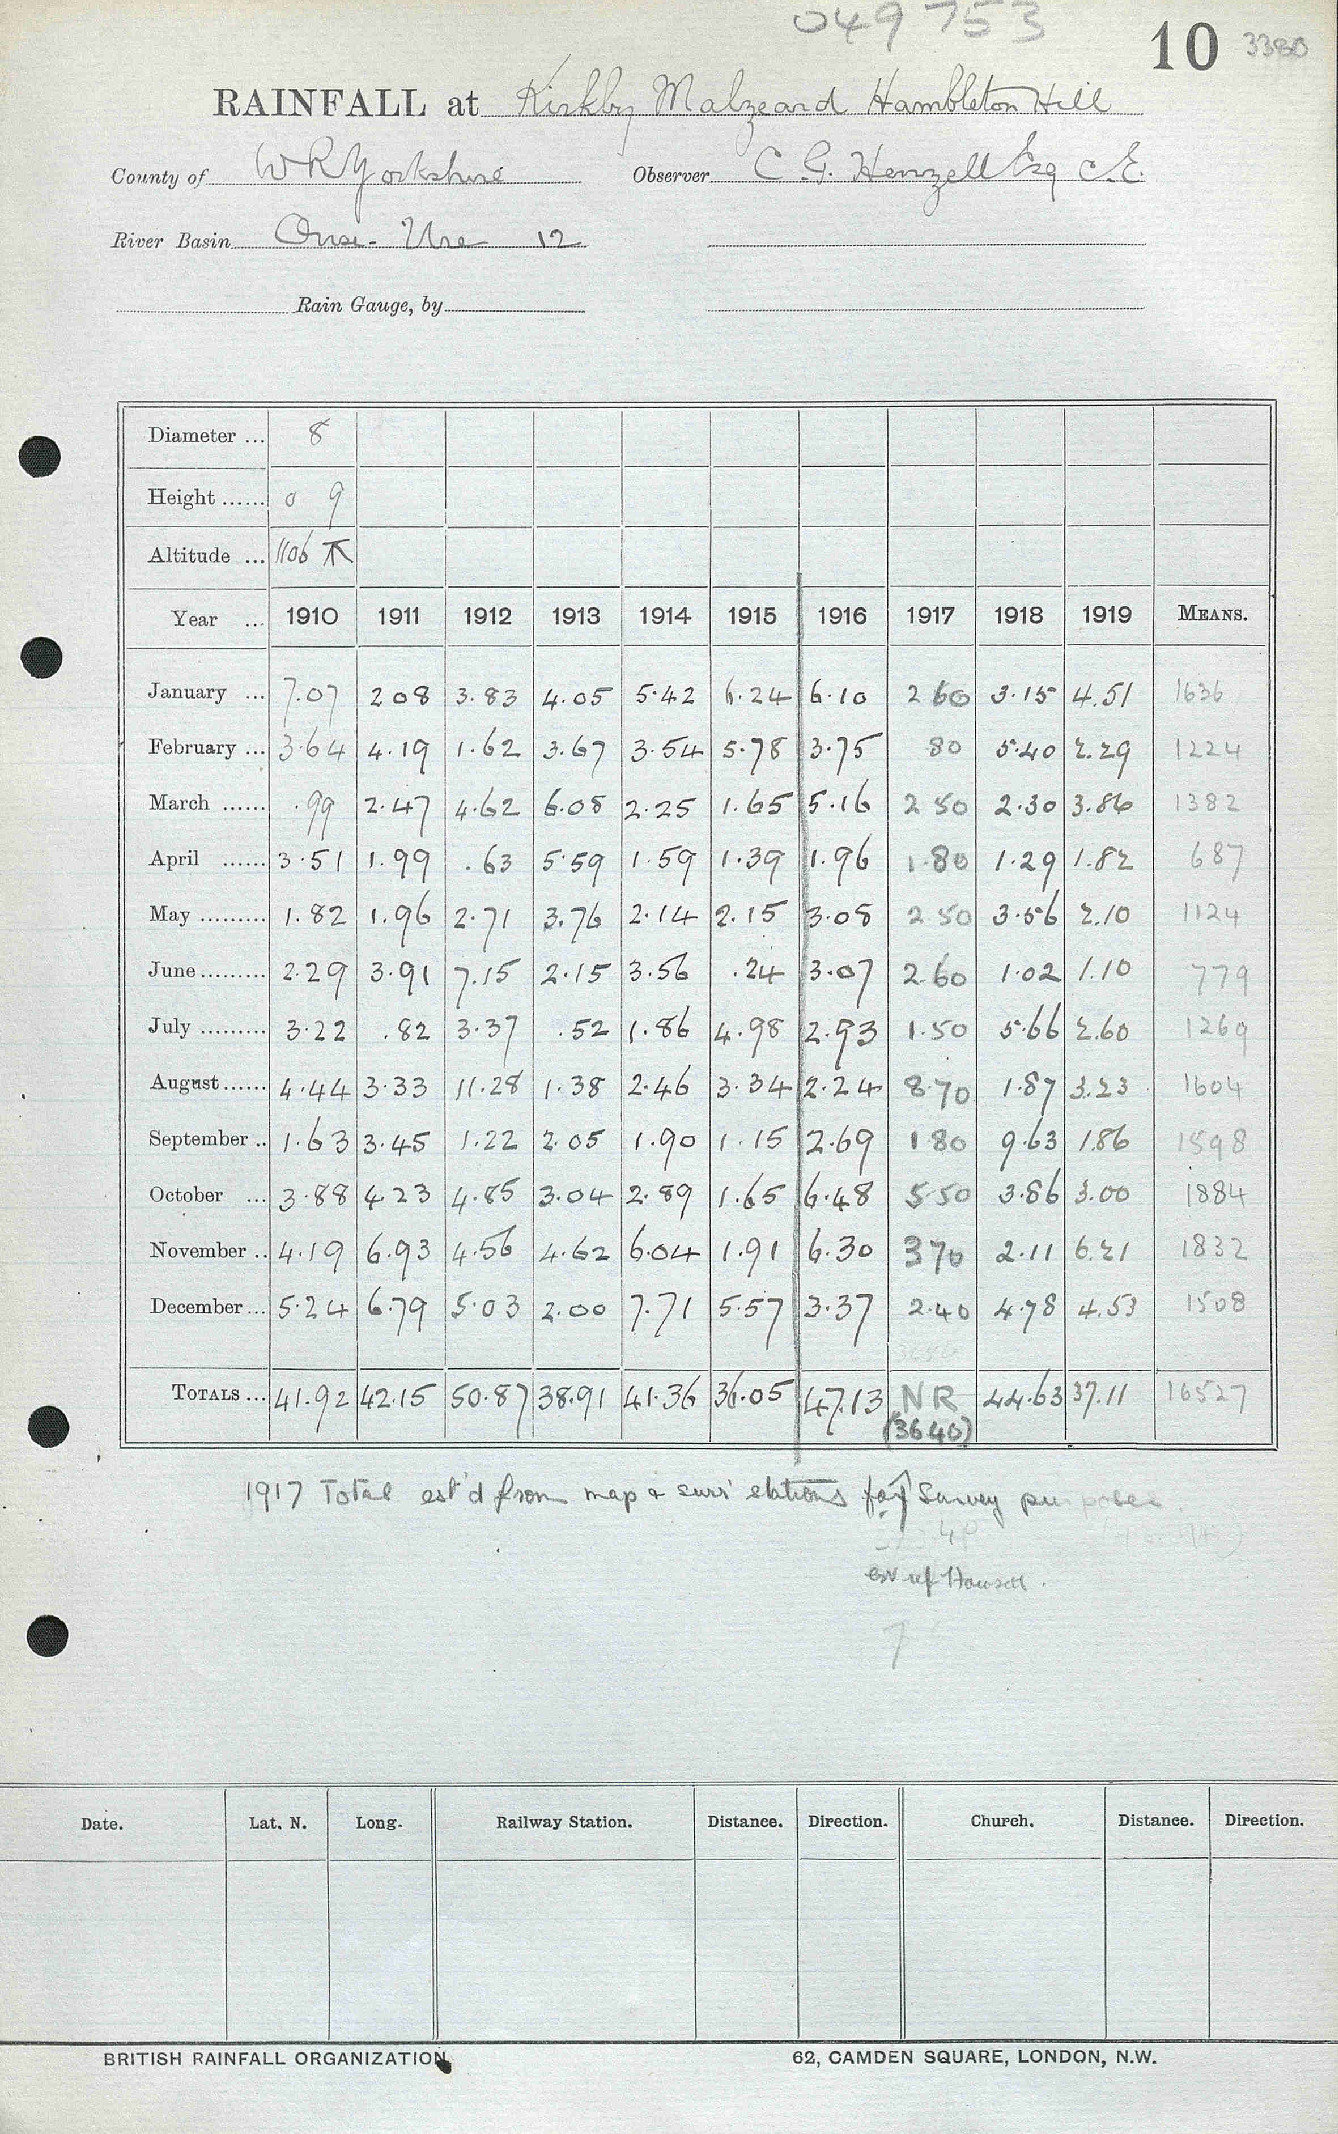 049753
10 3380
RAINFALL at Kirkby Malzeard Hambleton Hill
County of W R Yorkshire Observer C. G. Henzell Esq C.E.
River Basin Ouse - Ure 12
Rain Gauge, by
Diameter ... 8
Height ...... 0 9
Altitude ... 1106
Year ... 1910 1911 1912 1913 1914 1915 1916 1917 1918 1919 MEANS.
January ... 7.07 2 08 3.83 4.05 5.42 6.24 6.10 2 60 3.15 4.51 1636
February ... 3.64 4.19 1.62 3.67 3.54 5.78 3.75 80 5.40 2.29 1224
March ...... .99 2.47 4.62 6.08 2.25 1.65 5.16 2 50 2.30 3.86 1382
April ...... 3.51 1.99 .63 5.59 1.59 1.39 1.96 1.80 1.29 1.82 687
May ......... 1.82 1.96 2.71 3.76 2.14 2.15 3.08 2 50 3.56 2.10 1124
June ......... 2.29 3.91 7.15 2.15 3.56 .24 3.07 2.60 1.02 1.10 779
July ......... 3.22 .82 3.37 .52 1.86 4.98 2.93 1.50 5.66 2.60 1269
August ...... 4.44 3.33 11.28 1.38 2.46 3.34 2.24 8.70 1.87 3.23 1604
September .. 1.63 3.45 1.22 2.05 1.90 1.15 2.69 1 80 9.63 1.86 1598
October ... 3.88 4 23 4.85 3.04 2.89 1.65 6.48 5.50 3.86 3.00 1884
November .. 4.19 6.93 4.56 4.62 6.04 1.91 6.30 3 70 2.11 6.21 1832
December ... 5.24 6.79 5.03 2.00 7.71 5.57 3.37 2.40 4.78 4.53 1508
TOTALS ... 41.92 42.15 50.87 38.91 41.36 36.05 47.13 NR 44.63 37.11 16527
(36.40)
1917 Total est'd from map & surr' stations for Survey purposes
Date. Lat. N. Long. Railway Station. Distance. Direction. Church. Distance. Direction.
BRITISH RAINFALL ORGANIZATION 62, CAMDEN SQUARE, LONDON, N.W.